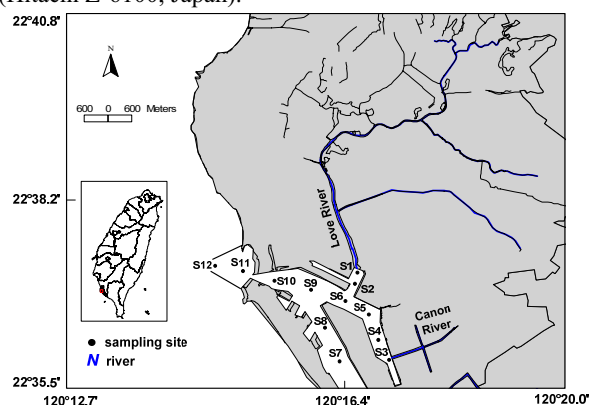 (Hitachi Z-6100, Japan).
22°40.8'
N
600 0 600 Meters
22°38.2'
Love River
S12
S11
S10
S9
S1
S2
S6
S5
S8
S4
S7
S3
Canon
River
sampling site
N river
22°35.5'
120°12.7'
120°16.4'
120°20.0'